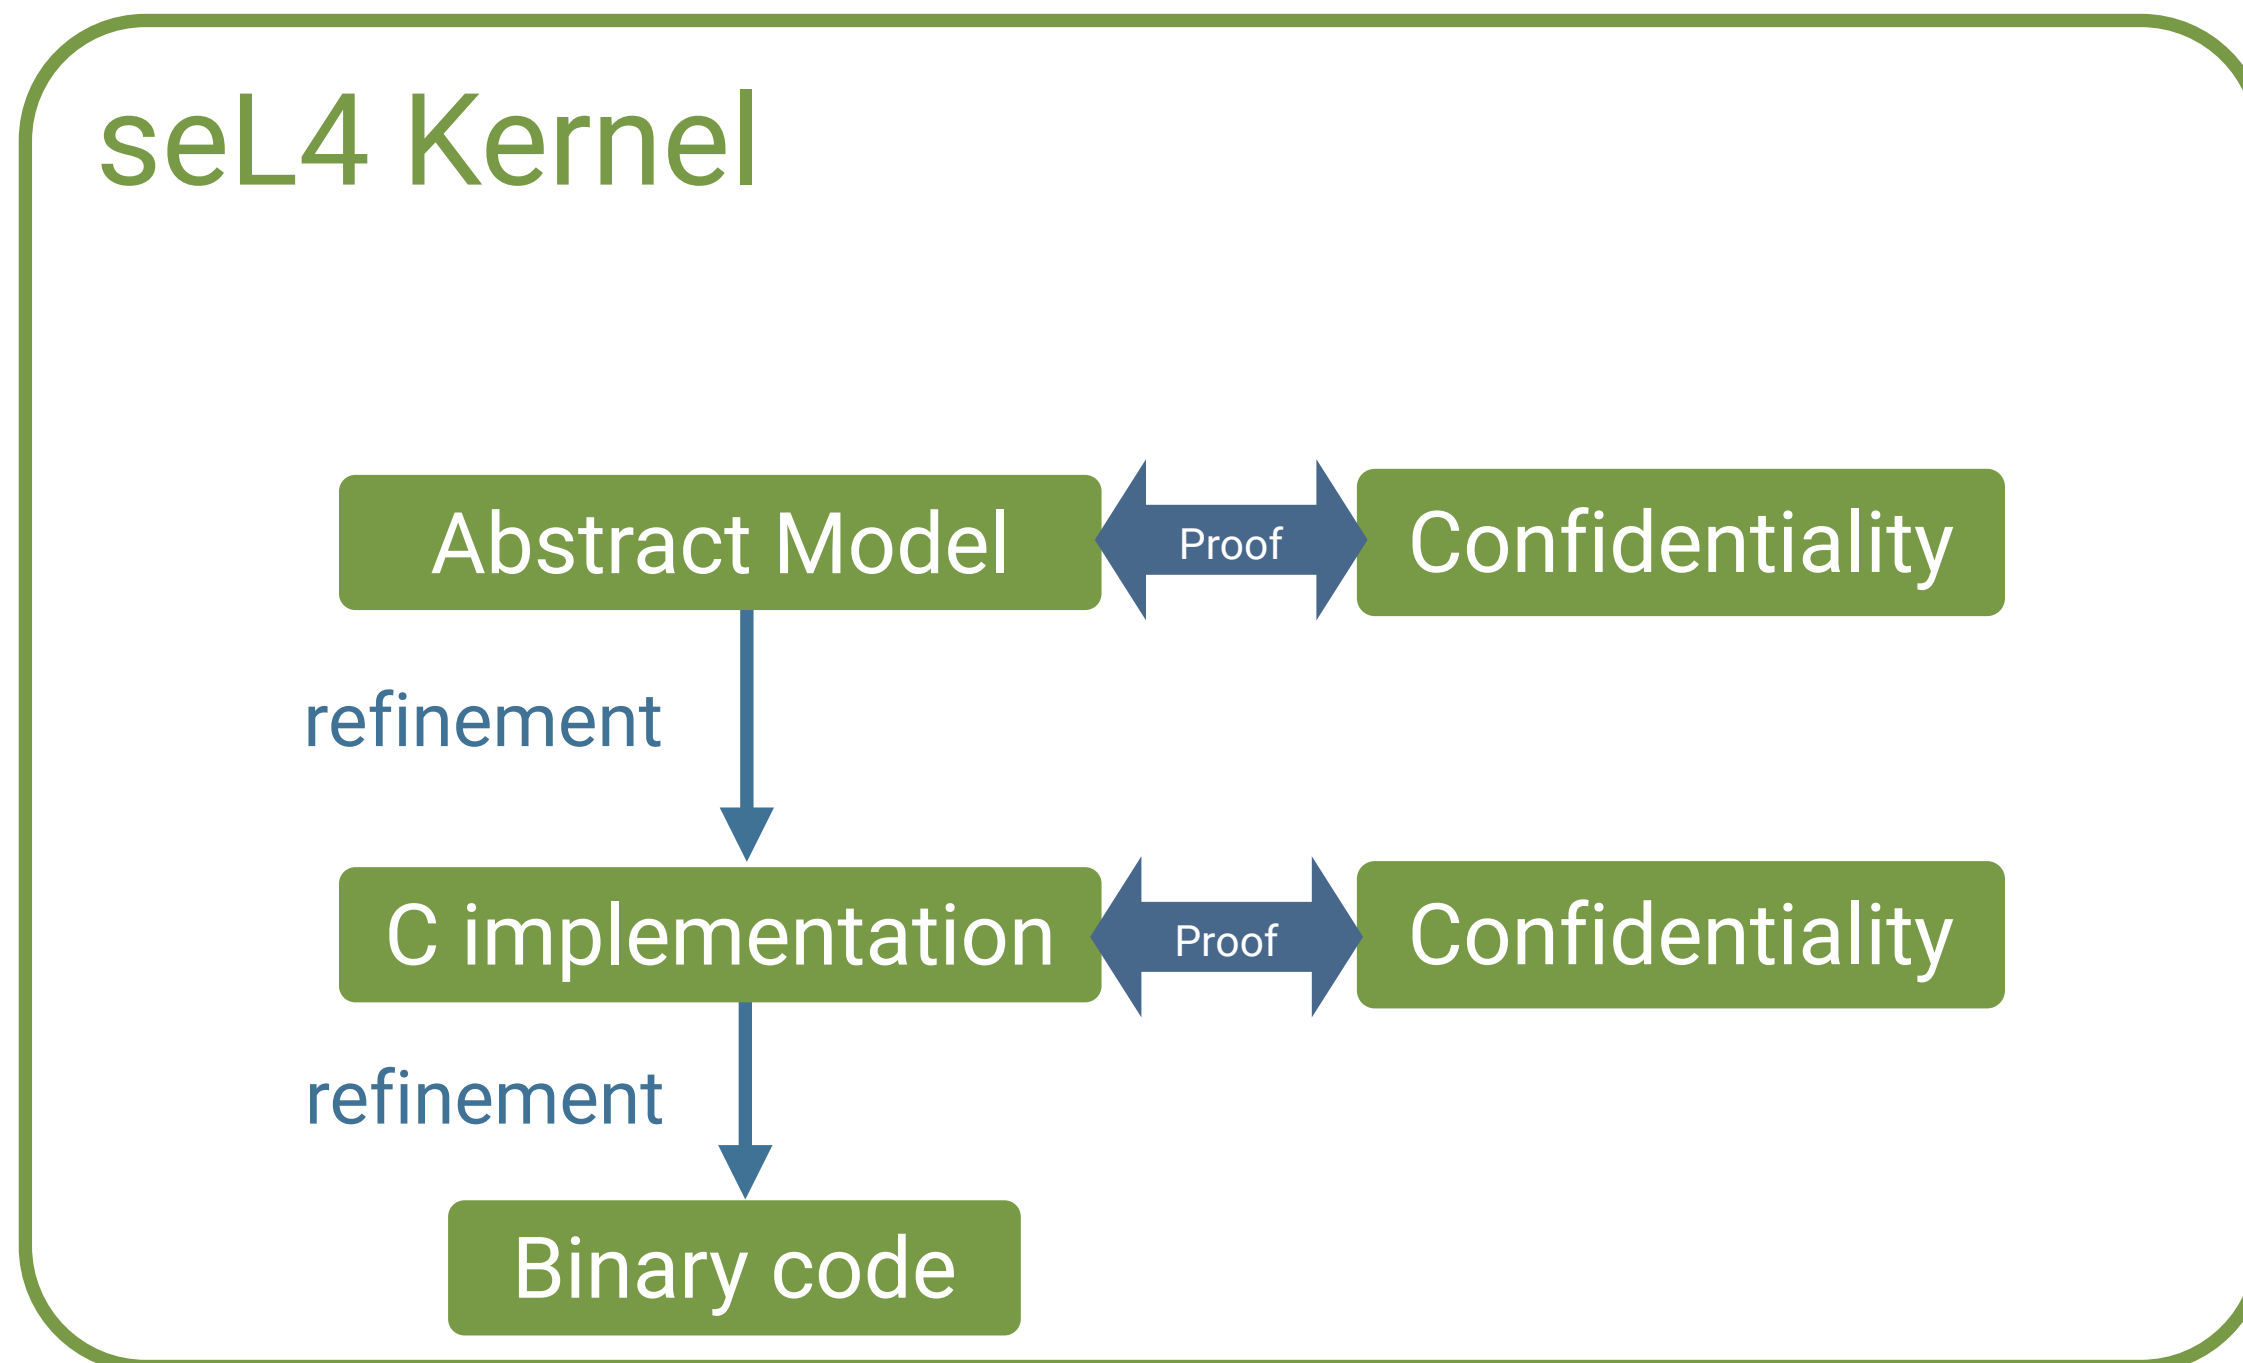 seL4 Kernel
Abstract Model
Proof
Confidentiality
refinement
C implementation
Proof
Confidentiality
refinement
Binary code